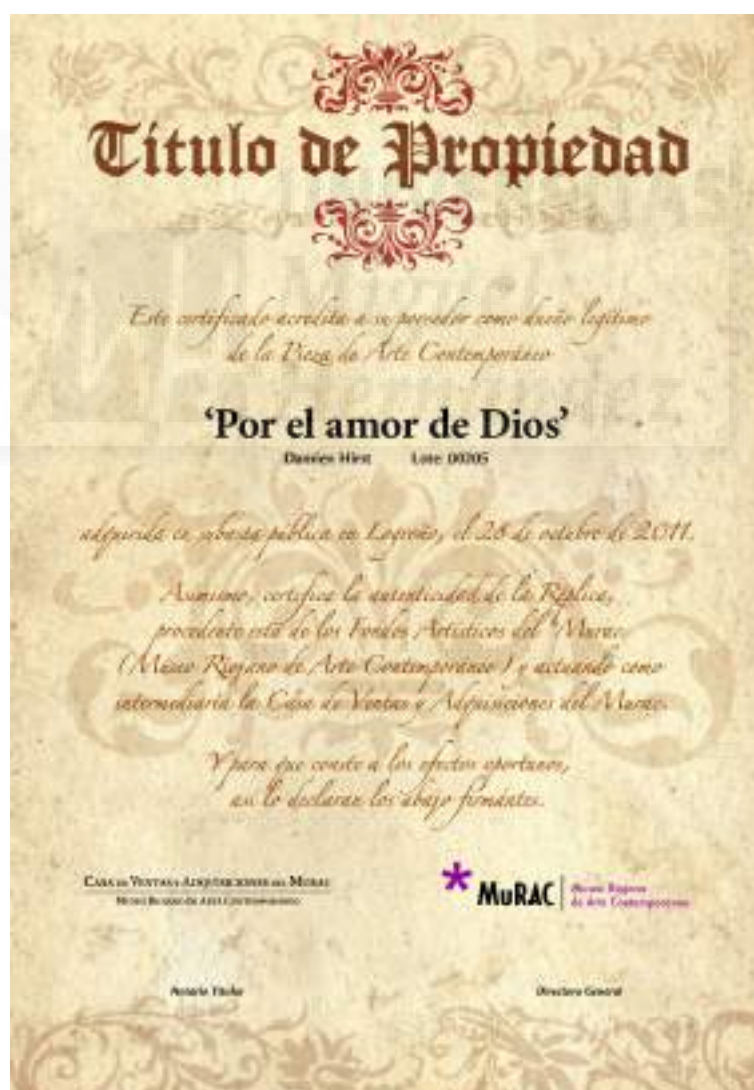 Título de Propiedad
Este certificado acredita a su poseedor como dueño legítimo
de la Pieza de Arte Contemporáneo
‘Por el amor de Dios’
Damien Hirst Lote 00205
adquirida en subasta pública en Logroño, el 28 de octubre de 2011.
Asimismo, certifica la autenticidad de la Réplica,
procedente esta de los Fondos Artísticos del Murac
(Museo Riojano de Arte Contemporáneo) y actuando como
intermediaria la Casa de Ventas y Adquisiciones del Murac.
Y para que conste a los efectos oportunos,
así lo declaran los abajo firmantes.
Casa de Ventas y Adquisiciones del Murac
Museo Riojano de Arte Contemporáneo
MuRAC
Museo Riojano
de Arte Contemporáneo
Notario Titular
Directora General
Miguel
Hernández